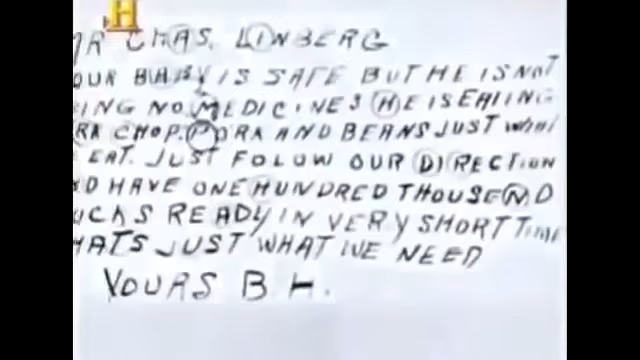 H
MR CHAS. LINBERG
OUR BABY IS SAFE BUT HE IS NOT
ING NO MEDICINES HE IS EATING
RK CHOP. PORK AND BEANS JUST WHAT
E EAT. JUST FOLOW OUR DIRECTION
D HAVE ONE HUNDRED THOUSEND
UCKS READY IN VERY SHORT TIME
HATS JUST WHAT WE NEED
YOURS B H.